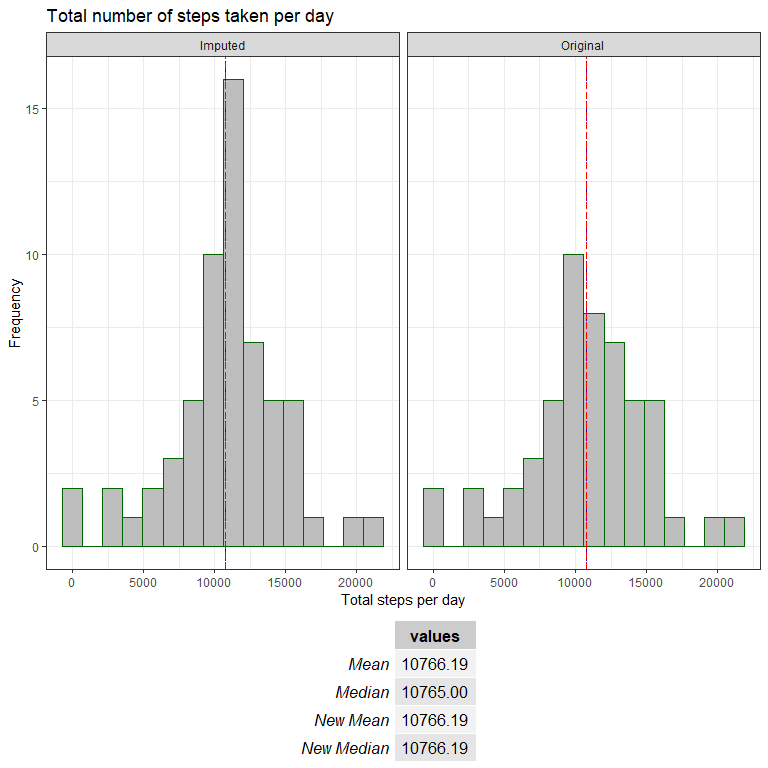 Total number of steps taken per day
Imputed Original
15
10
5
0
Frequency
0 5000 10000 15000 20000 0 5000 10000 15000 20000
Total steps per day
values
Mean 10766.19
Median 10765.00
New Mean 10766.19
New Median 10766.19